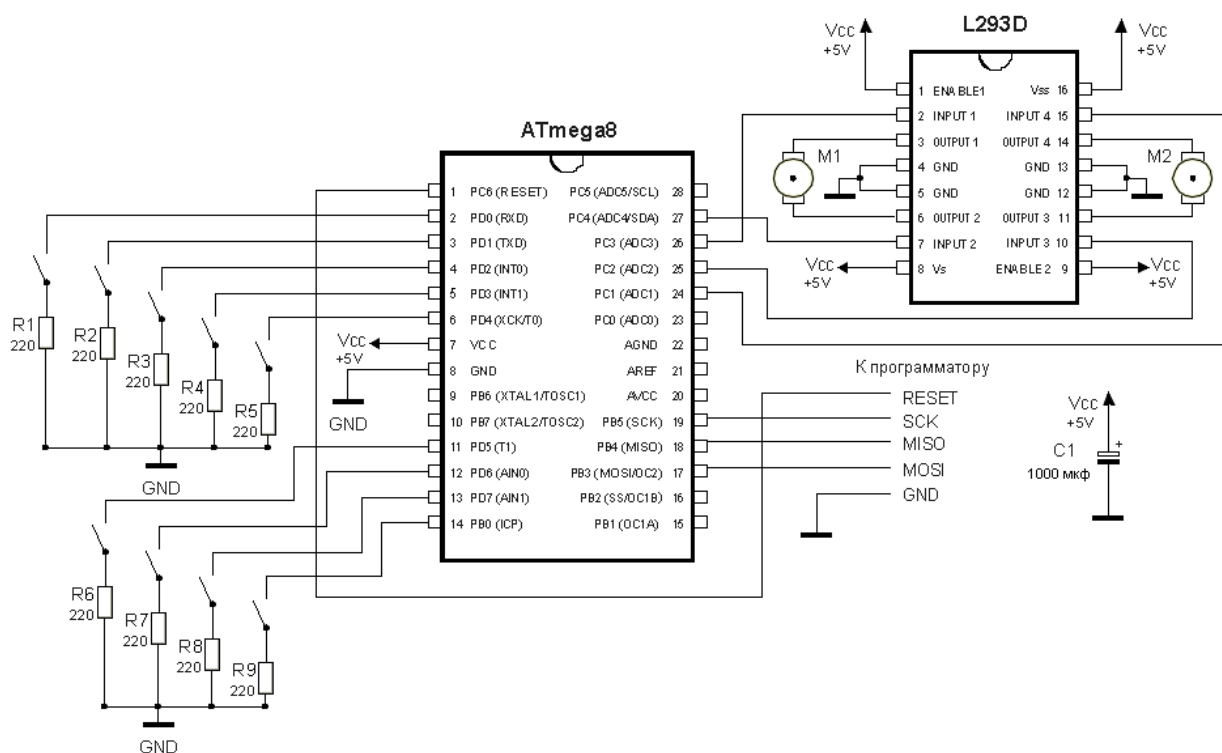 L293D
Vcc
+5V
Vcc
+5V
1 ENABLE1
Vss 16
2 INPUT 1
INPUT 4 15
3 OUTPUT 1
OUTPUT 4 14
4 GND
GND 13
5 GND
GND 12
6 OUTPUT 2
OUTPUT 3 11
7 INPUT 2
INPUT 3 10
8 Vs
ENABLE2 9
M1
M2
Vcc
+5V
Vcc
+5V
ATmega8
1 PC6 (RESET)
PC5 (ADC5/SCL) 28
2 PD0 (RXD)
PC4 (ADC4/SDA) 27
3 PD1 (TXD)
PC3 (ADC3) 26
4 PD2 (INT0)
PC2 (ADC2) 25
5 PD3 (INT1)
PC1 (ADC1) 24
6 PD4 (XCK/T0)
PC0 (ADC0) 23
7 VCC
AGND 22
8 GND
AREF 21
9 PB6 (XTAL1/TOSC1)
AVCC 20
10 PB7 (XTAL2/TOSC2)
PB5 (SCK) 19
11 PD5 (T1)
PB4 (MISO) 18
12 PD6 (AIN0)
PB3 (MOSI/OC2) 17
13 PD7 (AIN1)
PB2 (SS/OC1B) 16
14 PB0 (ICP)
PB1 (OC1A) 15
R1
220
R2
220
R3
220
R4
220
R5
220
Vcc
+5V
GND
GND
К программатору
RESET
SCK
MISO
MOSI
GND
Vcc
+5V
C1
+
1000 мкф
R6
220
R7
220
R8
220
R9
220
GND